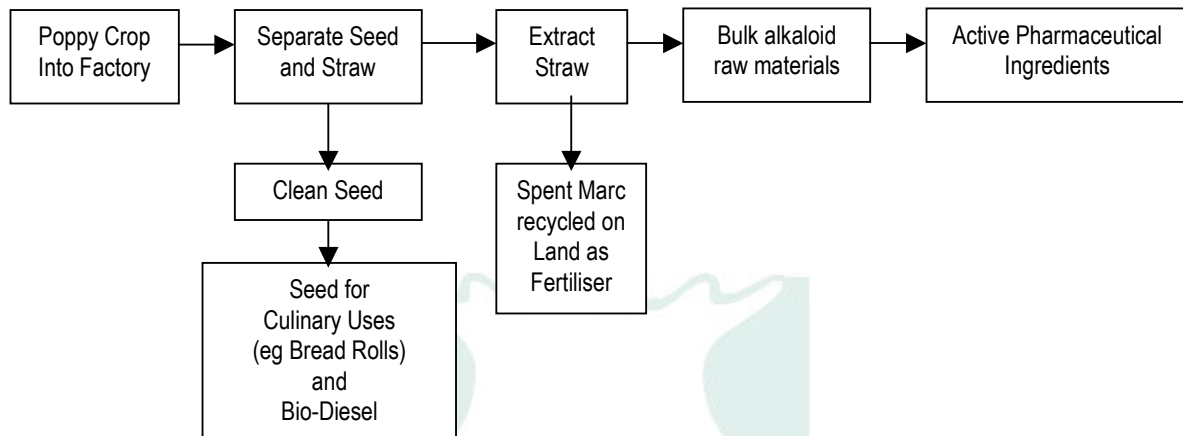 Poppy Crop
Into Factory
Separate Seed
and Straw
Extract
Straw
Bulk alkaloid
raw materials
Active Pharmaceutical
Ingredients
Clean Seed
Spent Marc
recycled on
Land as
Fertiliser
Seed for
Culinary Uses
(eg Bread Rolls)
and
Bio-Diesel